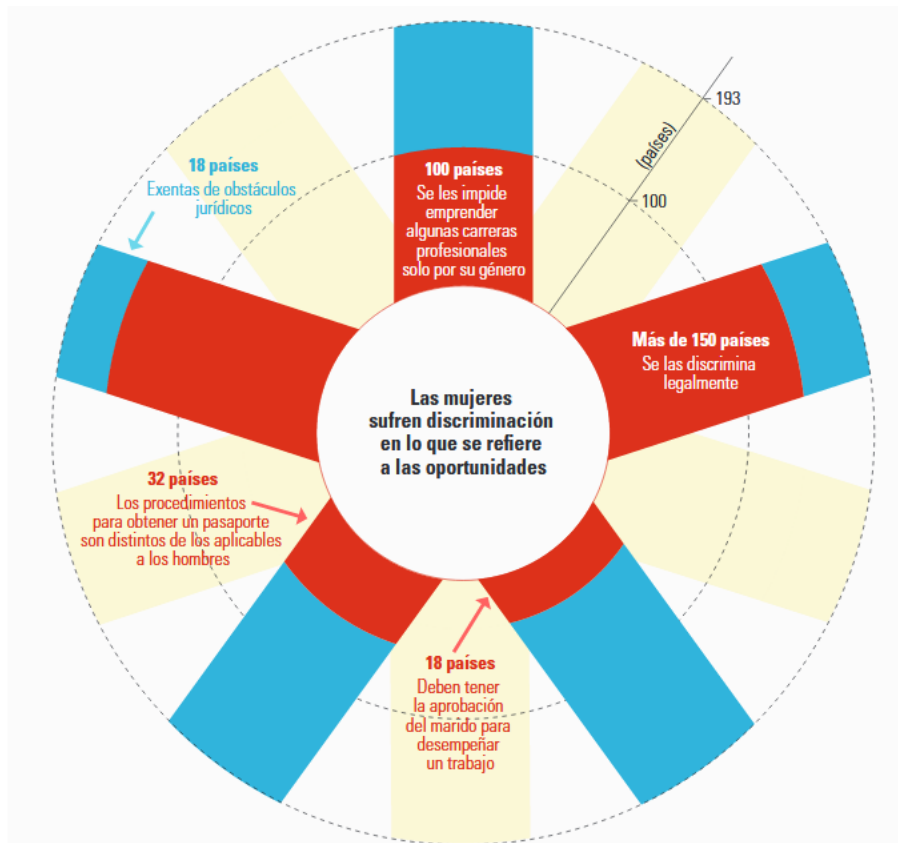 193
(países)
100
18 países
Exentas de obstáculos
jurídicos
100 países
Se les impide
emprender
algunas carreras
profesionales
solo por su género
Más de 150 países
Se las discrimina
legalmente
Las mujeres
sufren discriminación
en lo que se refiere
a las oportunidades
32 países
Los procedimientos
para obtener un pasaporte
son distintos de los aplicables
a los hombres
18 países
Deben tener
la aprobación
del marido para
desempeñar
un trabajo